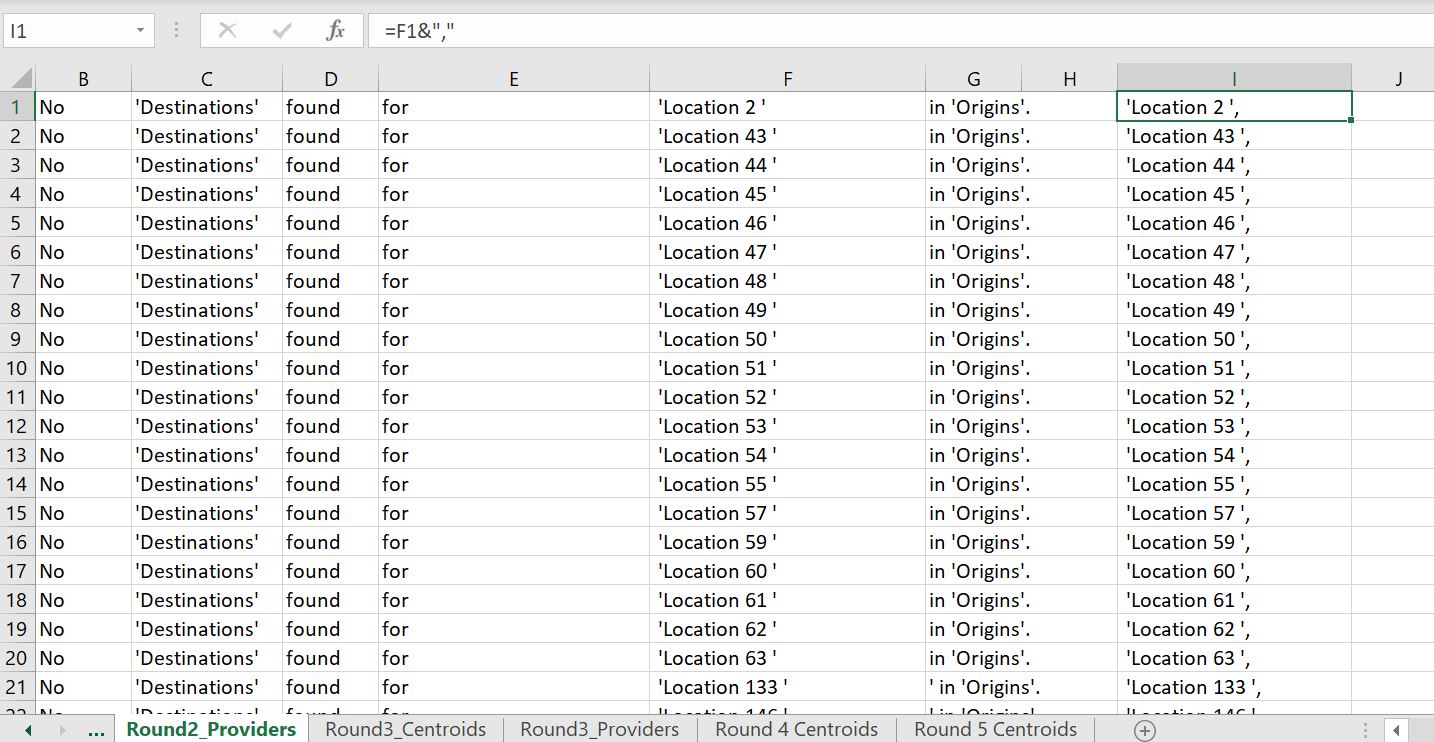 I1 fx =F1&","
B C D E F G H I J
1 No 'Destinations' found for 'Location 2 ' in 'Origins'. 'Location 2 ',
2 No 'Destinations' found for 'Location 43 ' in 'Origins'. 'Location 43 ',
3 No 'Destinations' found for 'Location 44 ' in 'Origins'. 'Location 44 ',
4 No 'Destinations' found for 'Location 45 ' in 'Origins'. 'Location 45 ',
5 No 'Destinations' found for 'Location 46 ' in 'Origins'. 'Location 46 ',
6 No 'Destinations' found for 'Location 47 ' in 'Origins'. 'Location 47 ',
7 No 'Destinations' found for 'Location 48 ' in 'Origins'. 'Location 48 ',
8 No 'Destinations' found for 'Location 49 ' in 'Origins'. 'Location 49 ',
9 No 'Destinations' found for 'Location 50 ' in 'Origins'. 'Location 50 ',
10 No 'Destinations' found for 'Location 51 ' in 'Origins'. 'Location 51 ',
11 No 'Destinations' found for 'Location 52 ' in 'Origins'. 'Location 52 ',
12 No 'Destinations' found for 'Location 53 ' in 'Origins'. 'Location 53 ',
13 No 'Destinations' found for 'Location 54 ' in 'Origins'. 'Location 54 ',
14 No 'Destinations' found for 'Location 55 ' in 'Origins'. 'Location 55 ',
15 No 'Destinations' found for 'Location 57 ' in 'Origins'. 'Location 57 ',
16 No 'Destinations' found for 'Location 59 ' in 'Origins'. 'Location 59 ',
17 No 'Destinations' found for 'Location 60 ' in 'Origins'. 'Location 60 ',
18 No 'Destinations' found for 'Location 61 ' in 'Origins'. 'Location 61 ',
19 No 'Destinations' found for 'Location 62 ' in 'Origins'. 'Location 62 ',
20 No 'Destinations' found for 'Location 63 ' in 'Origins'. 'Location 63 ',
21 No 'Destinations' found for 'Location 133 ' ' in 'Origins'. 'Location 133 ',
... Round2_Providers Round3_Centroids Round3_Providers Round 4 Centroids Round 5 Centroids